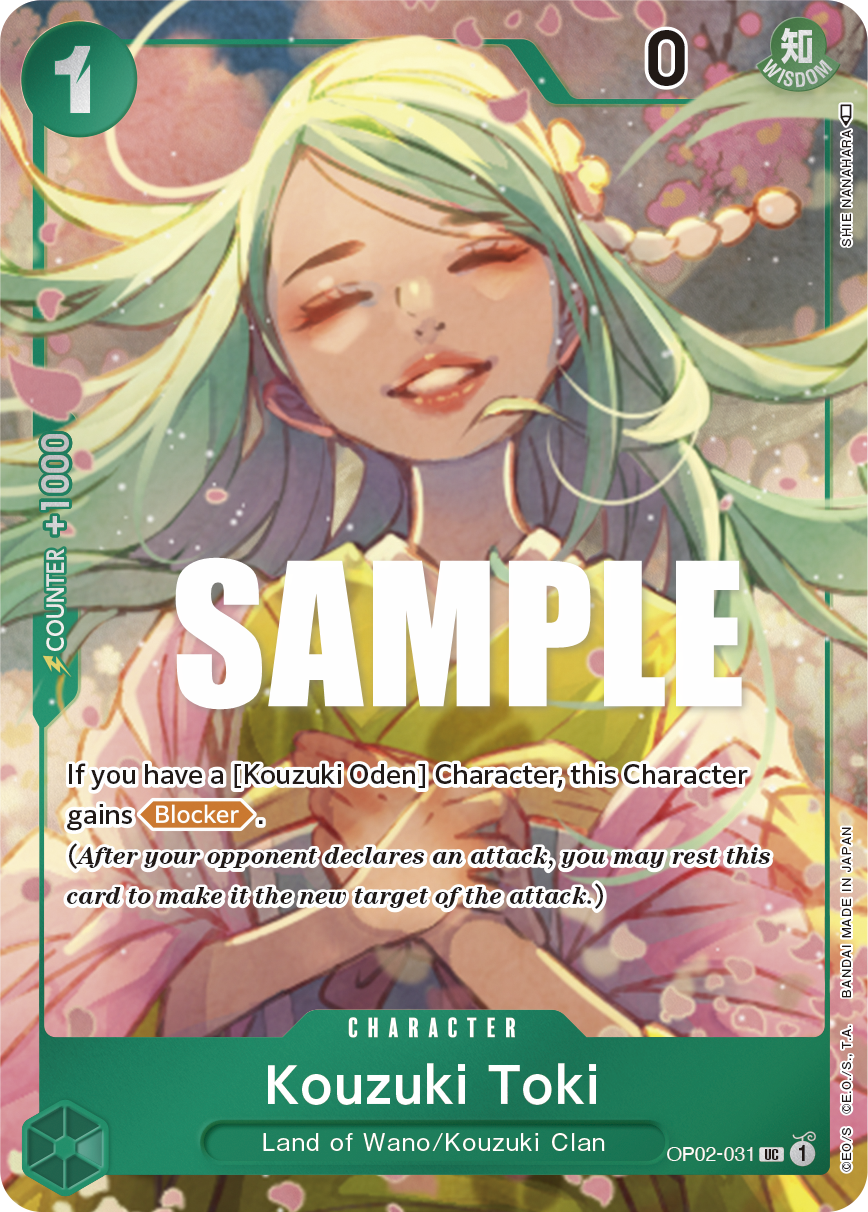 1
0
知
WISDOM
SHIE NANAHARA
COUNTER +1000
SAMPLE
If you have a [Kouzuki Oden] Character, this Character
gains Blocker.
(After your opponent declares an attack, you may rest this
card to make it the new target of the attack.)
CHARACTER
Kouzuki Toki
Land of Wano/Kouzuki Clan
OP02-031 UC 1
©EO/S ©E.O./S., T.A. BANDAI MADE IN JAPAN